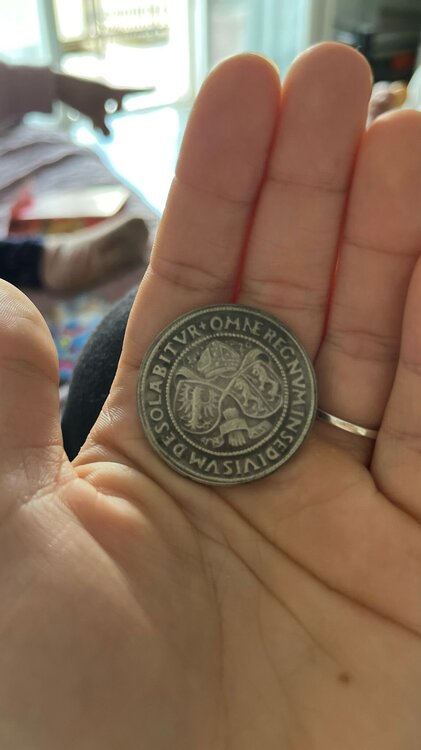 + OMNE REGNVM IN SE DIVISVM DESOLABITVR